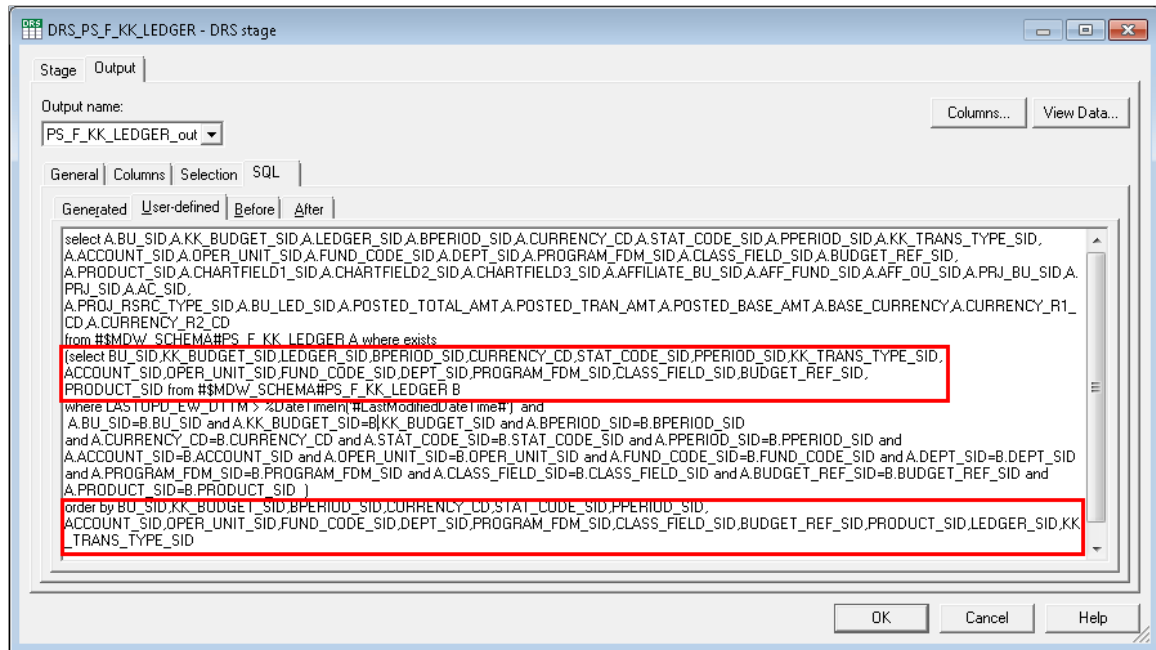 DRS DRS_PS_F_KK_LEDGER - DRS stage
Stage Output
Output name:
PS_F_KK_LEDGER_out
Columns... View Data...
General Columns Selection SQL
Generated User-defined Before After
select A.BU_SID,A.KK_BUDGET_SID,A.LEDGER_SID,A.BPERIOD_SID,A.CURRENCY_CD,A.STAT_CODE_SID,A.PPERIOD_SID,A.KK_TRANS_TYPE_SID,
A.ACCOUNT_SID,A.OPER_UNIT_SID,A.FUND_CODE_SID,A.DEPT_SID,A.PROGRAM_FDM_SID,A.CLASS_FIELD_SID,A.BUDGET_REF_SID,
A.PRODUCT_SID,A.CHARTFIELD1_SID,A.CHARTFIELD2_SID,A.CHARTFIELD3_SID,A.AFFILIATE_BU_SID,A.AFF_FUND_SID,A.AFF_OU_SID,A.PRJ_BU_SID,A.
PRJ_SID,A.AC_SID,
A.PROJ_RSRC_TYPE_SID,A.BU_LED_SID,A.POSTED_TOTAL_AMT,A.POSTED_TRAN_AMT,A.POSTED_BASE_AMT,A.BASE_CURRENCY,A.CURRENCY_R1_
CD,A.CURRENCY_R2_CD
from #$MDW_SCHEMA#PS_F_KK_LEDGER A where exists
(select BU_SID,KK_BUDGET_SID,LEDGER_SID,BPERIOD_SID,CURRENCY_CD,STAT_CODE_SID,PPERIOD_SID,KK_TRANS_TYPE_SID,
ACCOUNT_SID,OPER_UNIT_SID,FUND_CODE_SID,DEPT_SID,PROGRAM_FDM_SID,CLASS_FIELD_SID,BUDGET_REF_SID,
PRODUCT_SID from #$MDW_SCHEMA#PS_F_KK_LEDGER B
where LASTUPD_EW_DTTM > %DateTimeIn('#LastModifiedDateTime#') and
A.BU_SID=B.BU_SID and A.KK_BUDGET_SID=B.KK_BUDGET_SID and A.BPERIOD_SID=B.BPERIOD_SID
and A.CURRENCY_CD=B.CURRENCY_CD and A.STAT_CODE_SID=B.STAT_CODE_SID and A.PPERIOD_SID=B.PPERIOD_SID and
A.ACCOUNT_SID=B.ACCOUNT_SID and A.OPER_UNIT_SID=B.OPER_UNIT_SID and A.FUND_CODE_SID=B.FUND_CODE_SID and A.DEPT_SID=B.DEPT_SID
and A.PROGRAM_FDM_SID=B.PROGRAM_FDM_SID and A.CLASS_FIELD_SID=B.CLASS_FIELD_SID and A.BUDGET_REF_SID=B.BUDGET_REF_SID and
A.PRODUCT_SID=B.PRODUCT_SID )
order by BU_SID,KK_BUDGET_SID,BPERIOD_SID,CURRENCY_CD,STAT_CODE_SID,PPERIOD_SID,
ACCOUNT_SID,OPER_UNIT_SID,FUND_CODE_SID,DEPT_SID,PROGRAM_FDM_SID,CLASS_FIELD_SID,BUDGET_REF_SID,PRODUCT_SID,LEDGER_SID,KK
_TRANS_TYPE_SID
OK Cancel Help